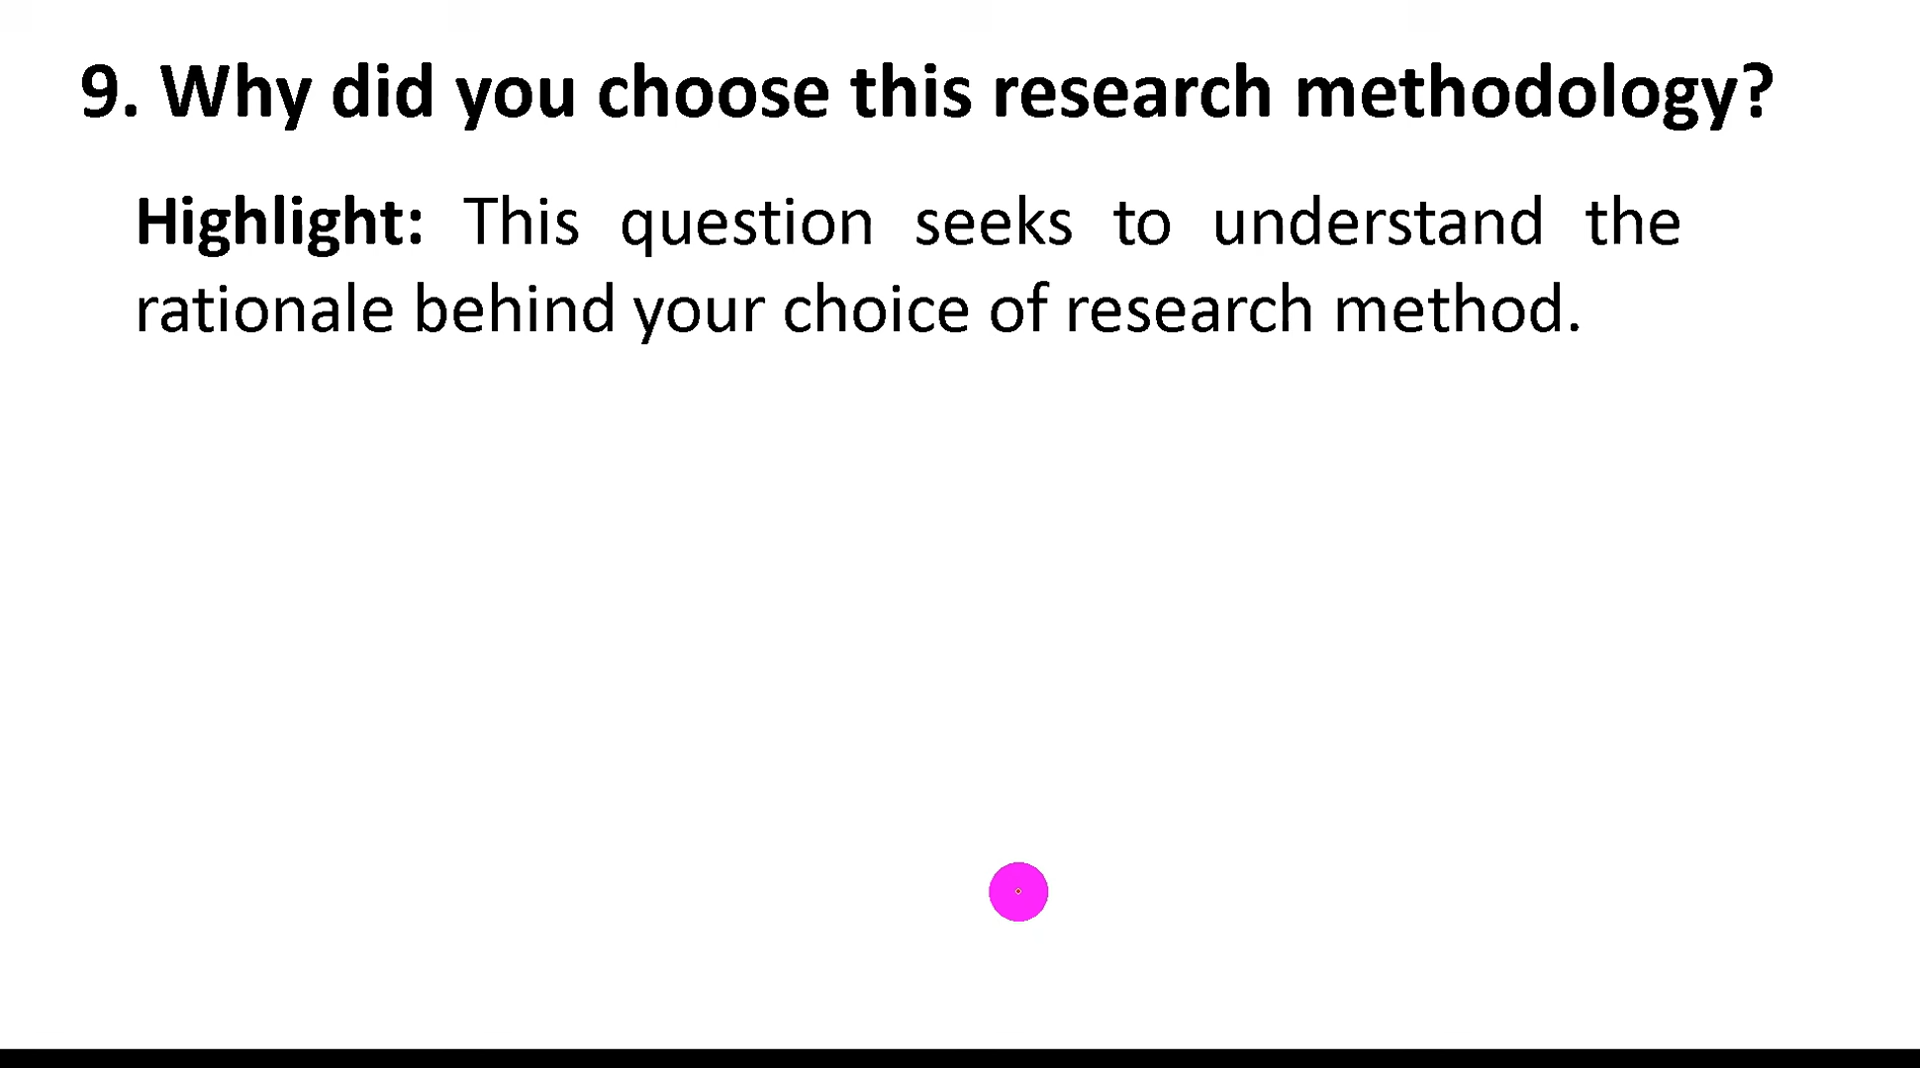 9. Why did you choose this research methodology?
Highlight: This question seeks to understand the
rationale behind your choice of research method.